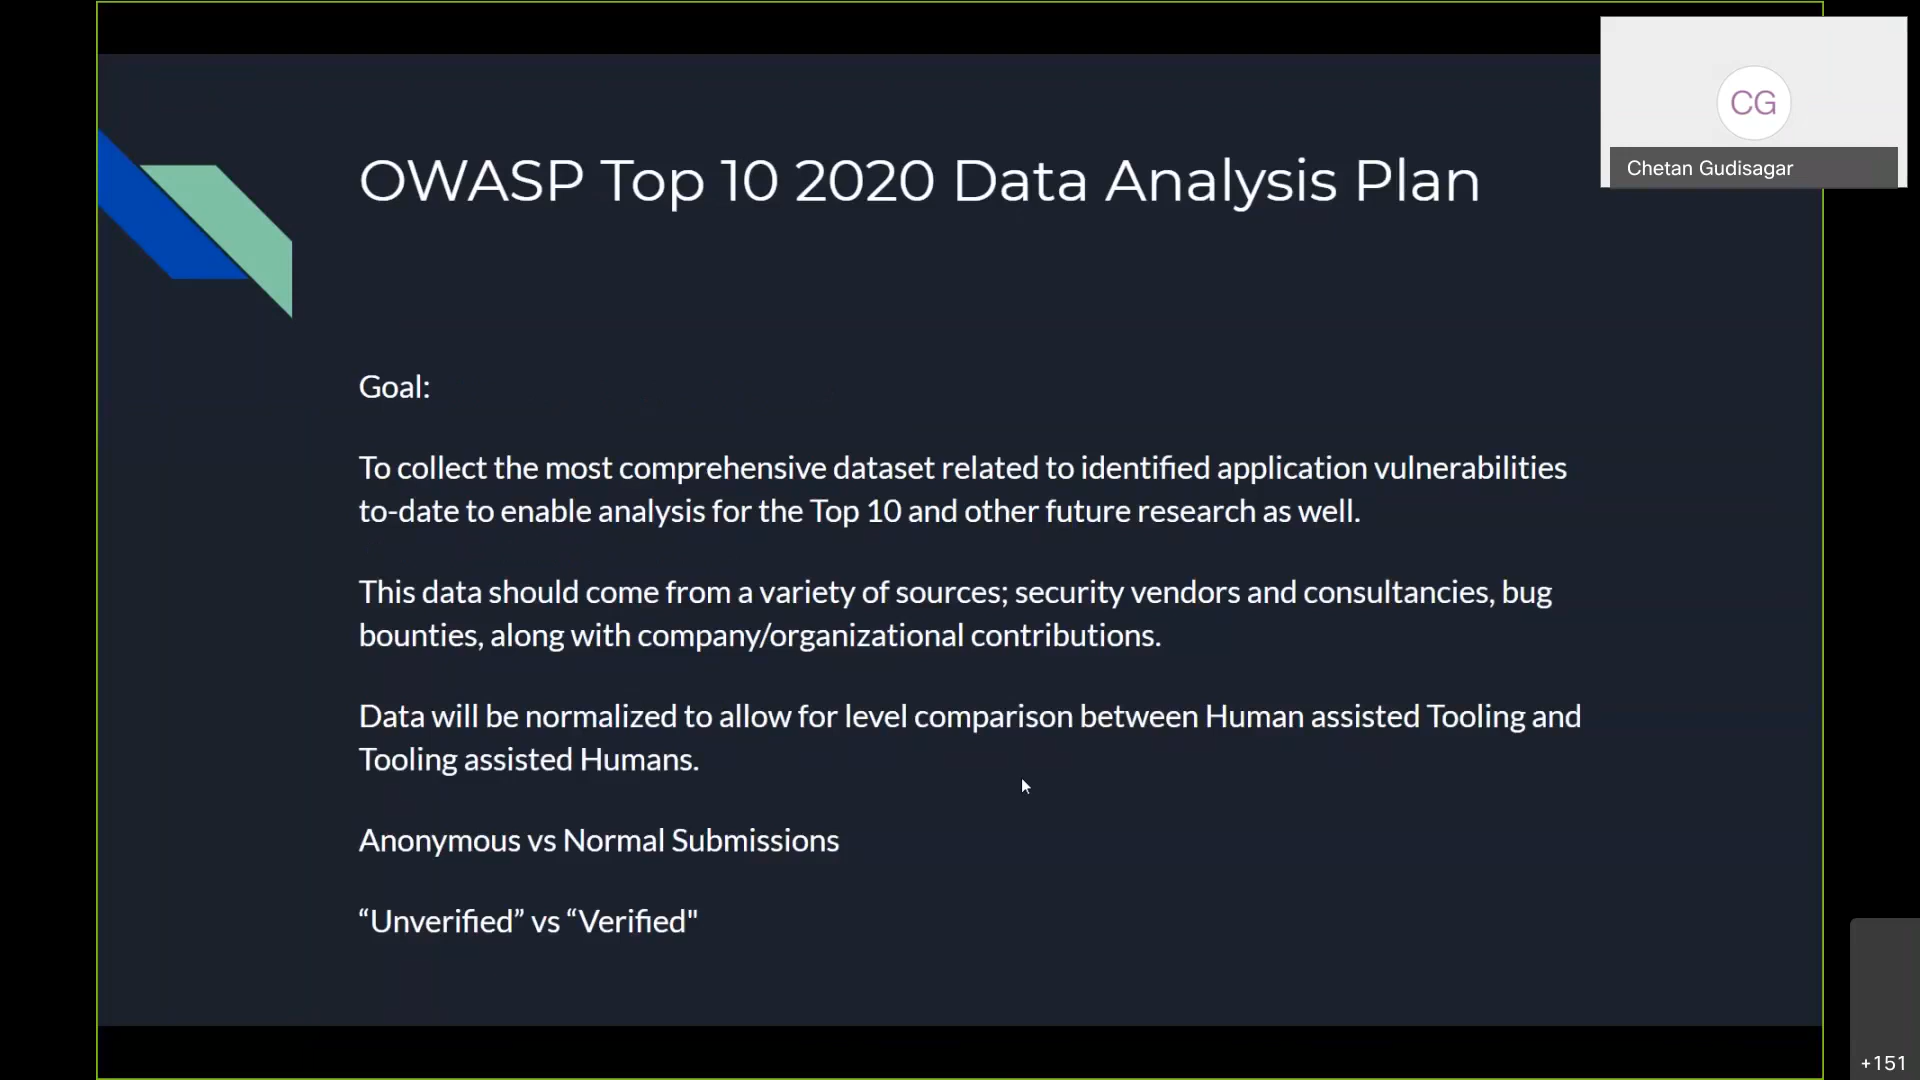 CG
Chetan Gudisagar
OWASP Top 10 2020 Data Analysis Plan
Goal:
To collect the most comprehensive dataset related to identified application vulnerabilities
to-date to enable analysis for the Top 10 and other future research as well.
This data should come from a variety of sources; security vendors and consultancies, bug
bounties, along with company/organizational contributions.
Data will be normalized to allow for level comparison between Human assisted Tooling and
Tooling assisted Humans.
Anonymous vs Normal Submissions
“Unverified” vs “Verified"
+151